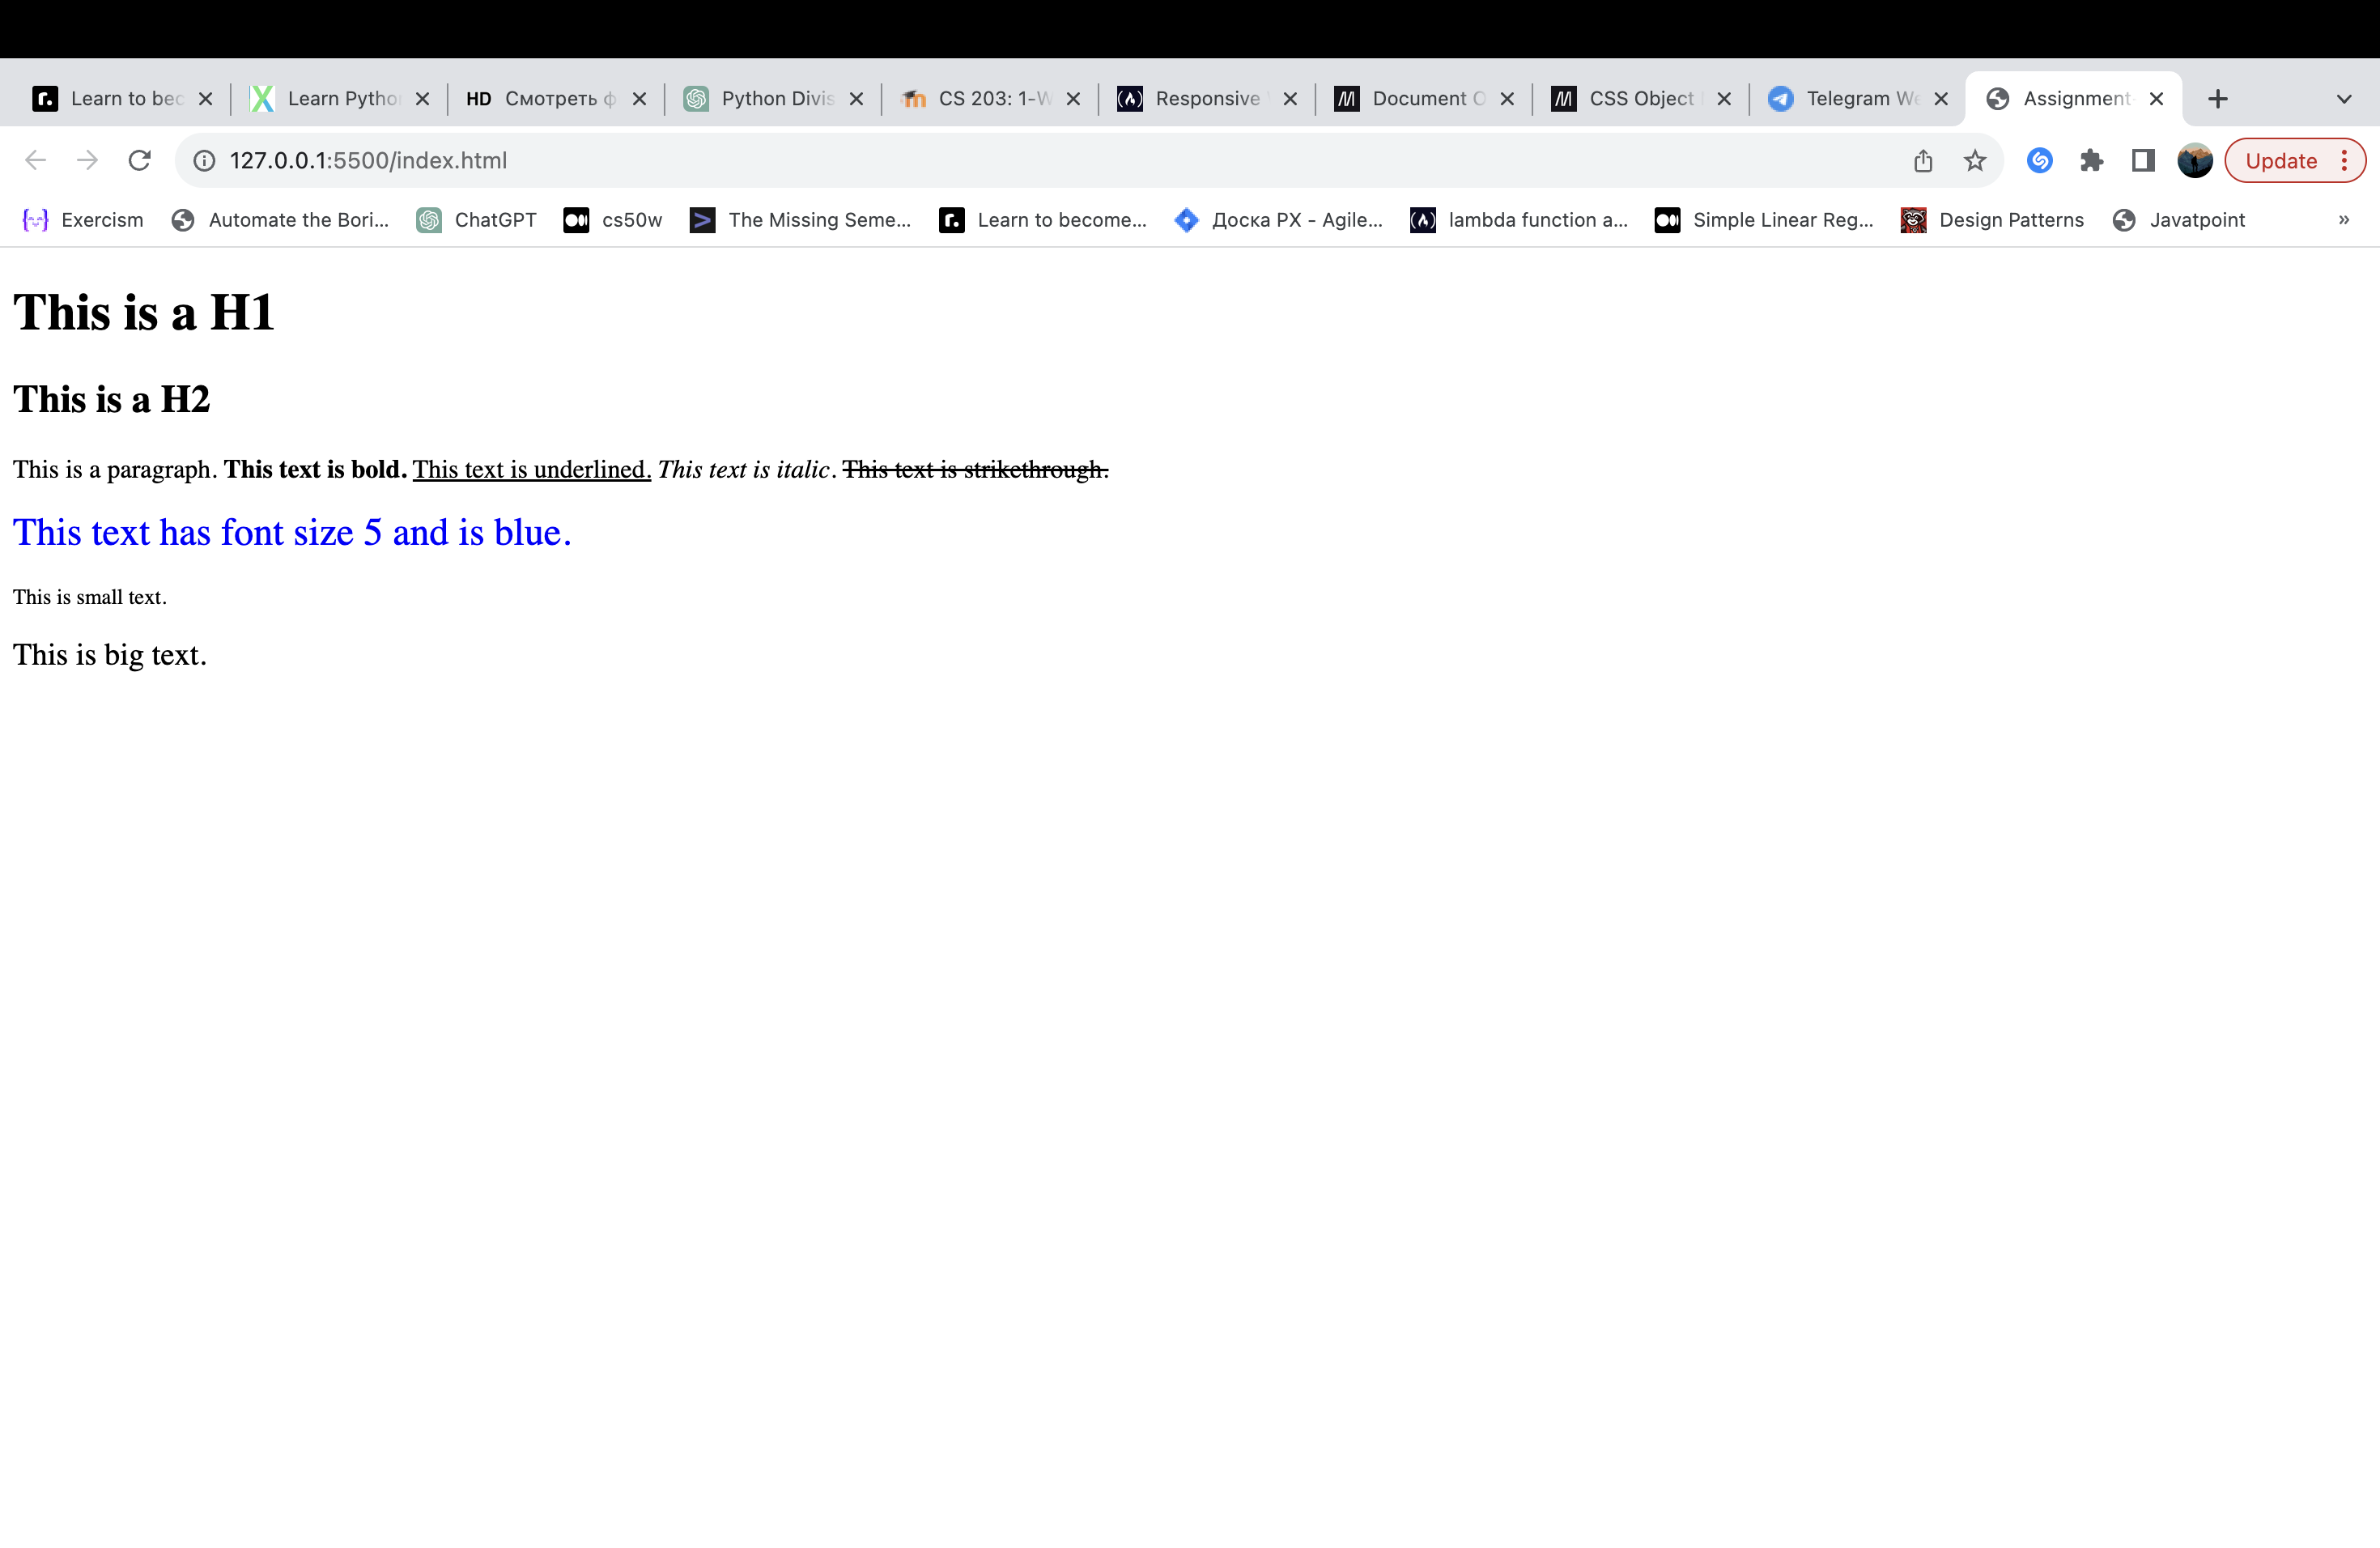 Learn to bec
Learn Pytho
HD Смотреть ф
Python Divis
CS 203: 1-W
Responsive
Document O
CSS Object
Telegram We
Assignment
127.0.0.1:5500/index.html
Update
Exercism
Automate the Bori...
ChatGPT
cs50w
The Missing Seme...
Learn to become...
Доска PX - Agile...
lambda function a...
Simple Linear Reg...
Design Patterns
Javatpoint
»
This is a H1
This is a H2
This is a paragraph. This text is bold. This text is underlined. This text is italic. This text is strikethrough.
This text has font size 5 and is blue.
This is small text.
This is big text.